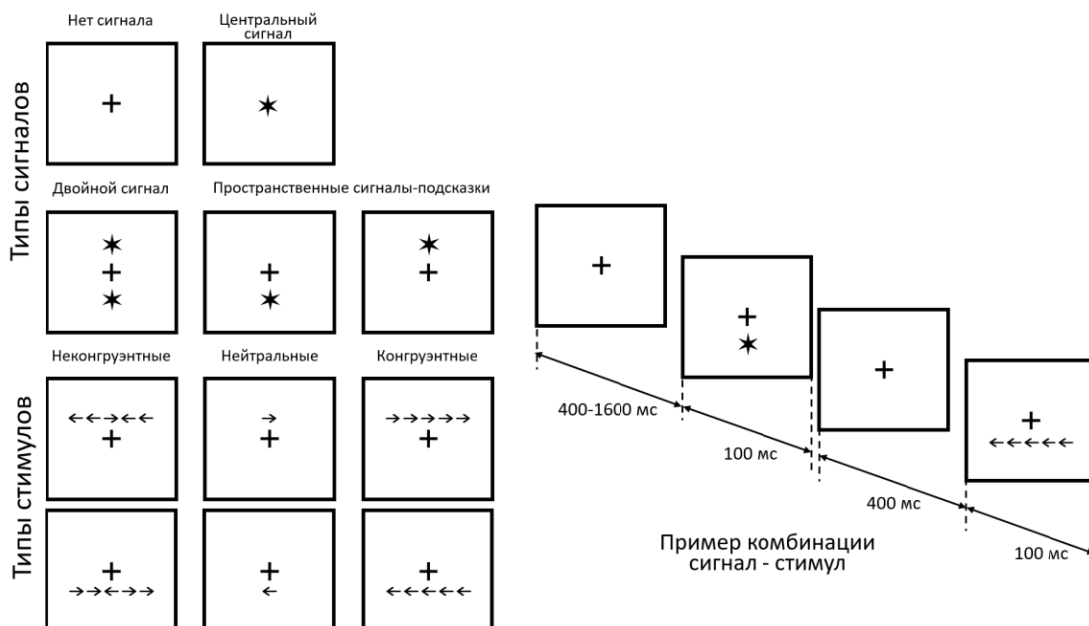 Нет сигнала
Центральный
сигнал
Типы сигналов
Двойной сигнал
Пространственные сигналы-подсказки
Неконгруэнтные
Нейтральные
Конгруэнтные
Типы стимулов
400-1600 мс
100 мс
400 мс
100 мс
Пример комбинации
сигнал - стимул